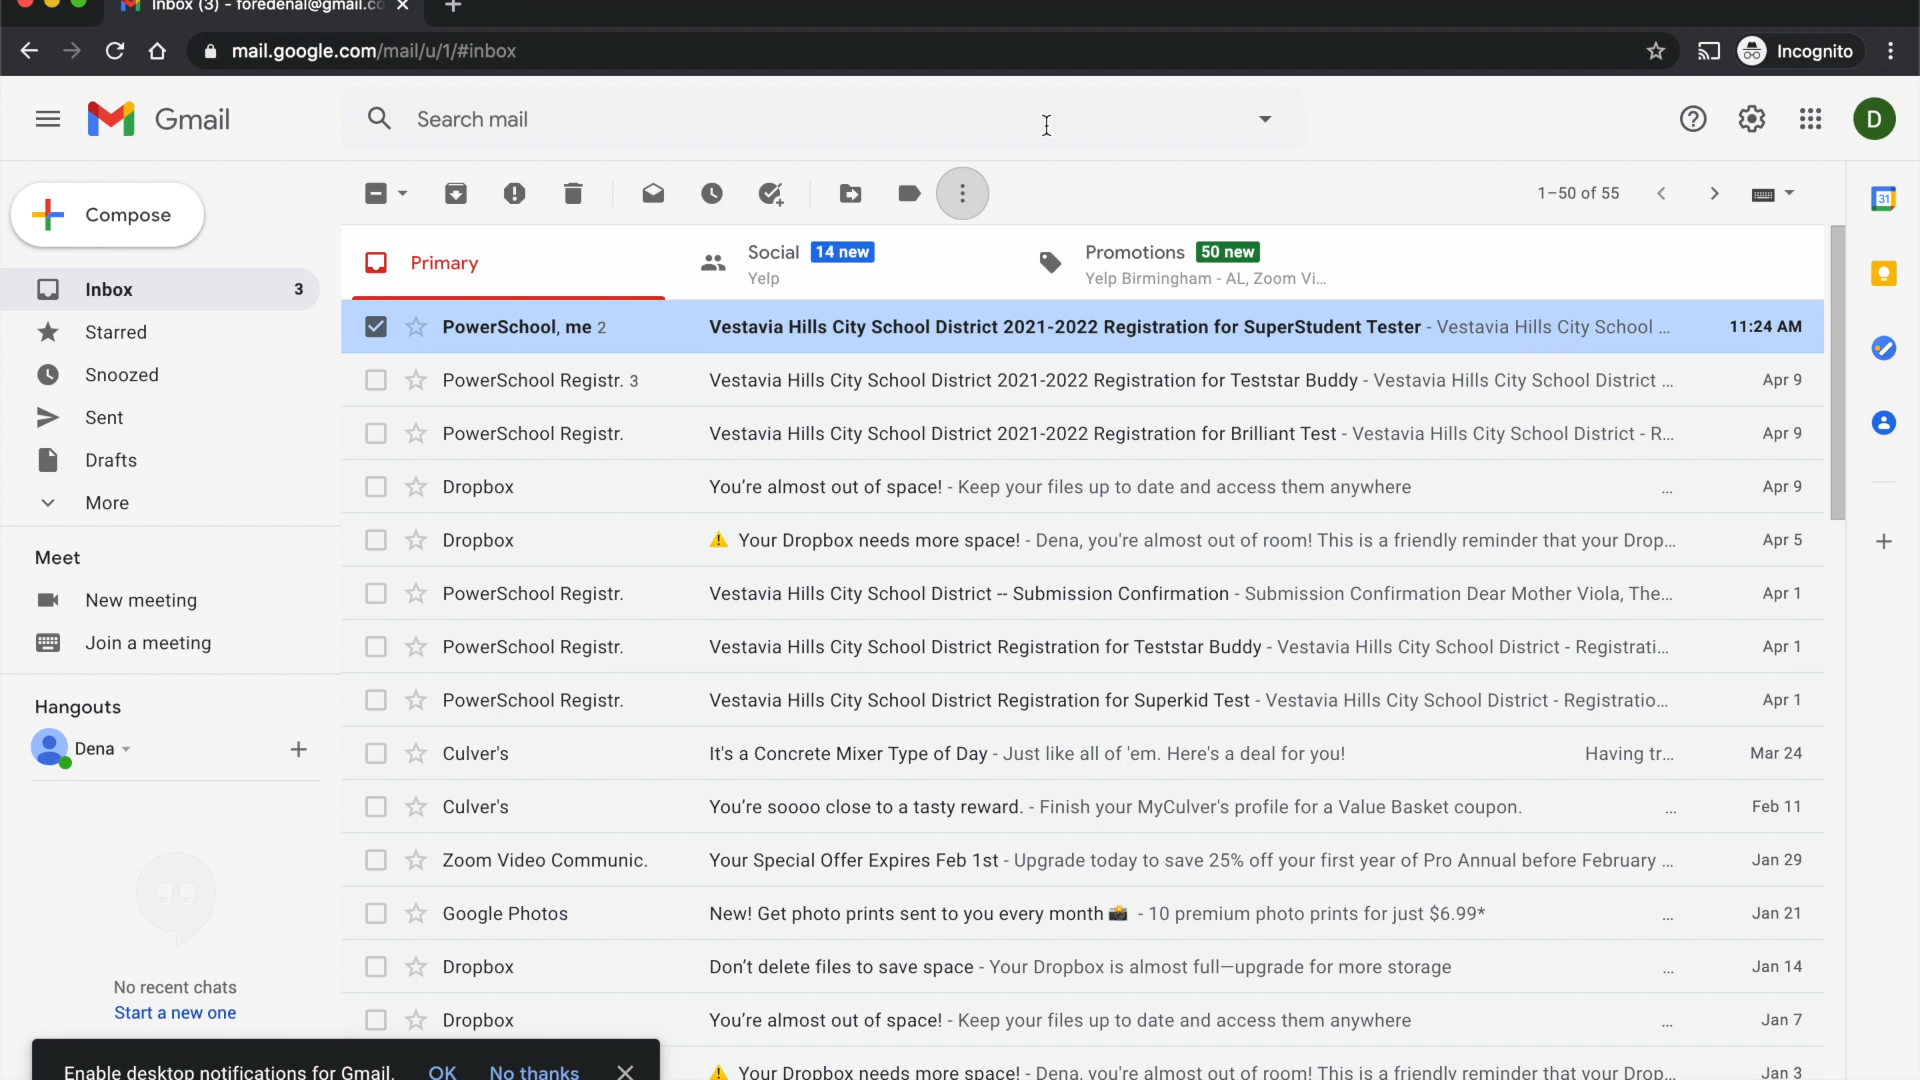 Inbox (3) - foredenal@gmail.co
mail.google.com/mail/u/1/#inbox
Incognito
Gmail
Search mail
D
Compose
1–50 of 55
31
Primary
Social 14 new
Yelp
Promotions 50 new
Yelp Birmingham - AL, Zoom Vi...
Inbox 3
Starred
Snoozed
Sent
Drafts
More
Meet
New meeting
Join a meeting
Hangouts
Dena
No recent chats
Start a new one
PowerSchool, me 2 Vestavia Hills City School District 2021-2022 Registration for SuperStudent Tester - Vestavia Hills City School ... 11:24 AM
PowerSchool Registr. 3 Vestavia Hills City School District 2021-2022 Registration for Teststar Buddy - Vestavia Hills City School District ... Apr 9
PowerSchool Registr. Vestavia Hills City School District 2021-2022 Registration for Brilliant Test - Vestavia Hills City School District - R... Apr 9
Dropbox You’re almost out of space! - Keep your files up to date and access them anywhere ... Apr 9
Dropbox ⚠️ Your Dropbox needs more space! - Dena, you're almost out of room! This is a friendly reminder that your Drop... Apr 5
PowerSchool Registr. Vestavia Hills City School District -- Submission Confirmation - Submission Confirmation Dear Mother Viola, The... Apr 1
PowerSchool Registr. Vestavia Hills City School District Registration for Teststar Buddy - Vestavia Hills City School District - Registrati... Apr 1
PowerSchool Registr. Vestavia Hills City School District Registration for Superkid Test - Vestavia Hills City School District - Registratio... Apr 1
Culver's It's a Concrete Mixer Type of Day - Just like all of 'em. Here's a deal for you! Having tr... Mar 24
Culver's You’re soooo close to a tasty reward. - Finish your MyCulver's profile for a Value Basket coupon. ... Feb 11
Zoom Video Communic. Your Special Offer Expires Feb 1st - Upgrade today to save 25% off your first year of Pro Annual before February ... Jan 29
Google Photos New! Get photo prints sent to you every month 📸 - 10 premium photo prints for just $6.99* ... Jan 21
Dropbox Don’t delete files to save space - Your Dropbox is almost full—upgrade for more storage ... Jan 14
Dropbox You’re almost out of space! - Keep your files up to date and access them anywhere ... Jan 7
⚠️ Your Dropbox needs more space! - Dena, you're almost out of room! This is a friendly reminder that your Drop... Jan 3
Enable desktop notifications for Gmail. OK No thanks